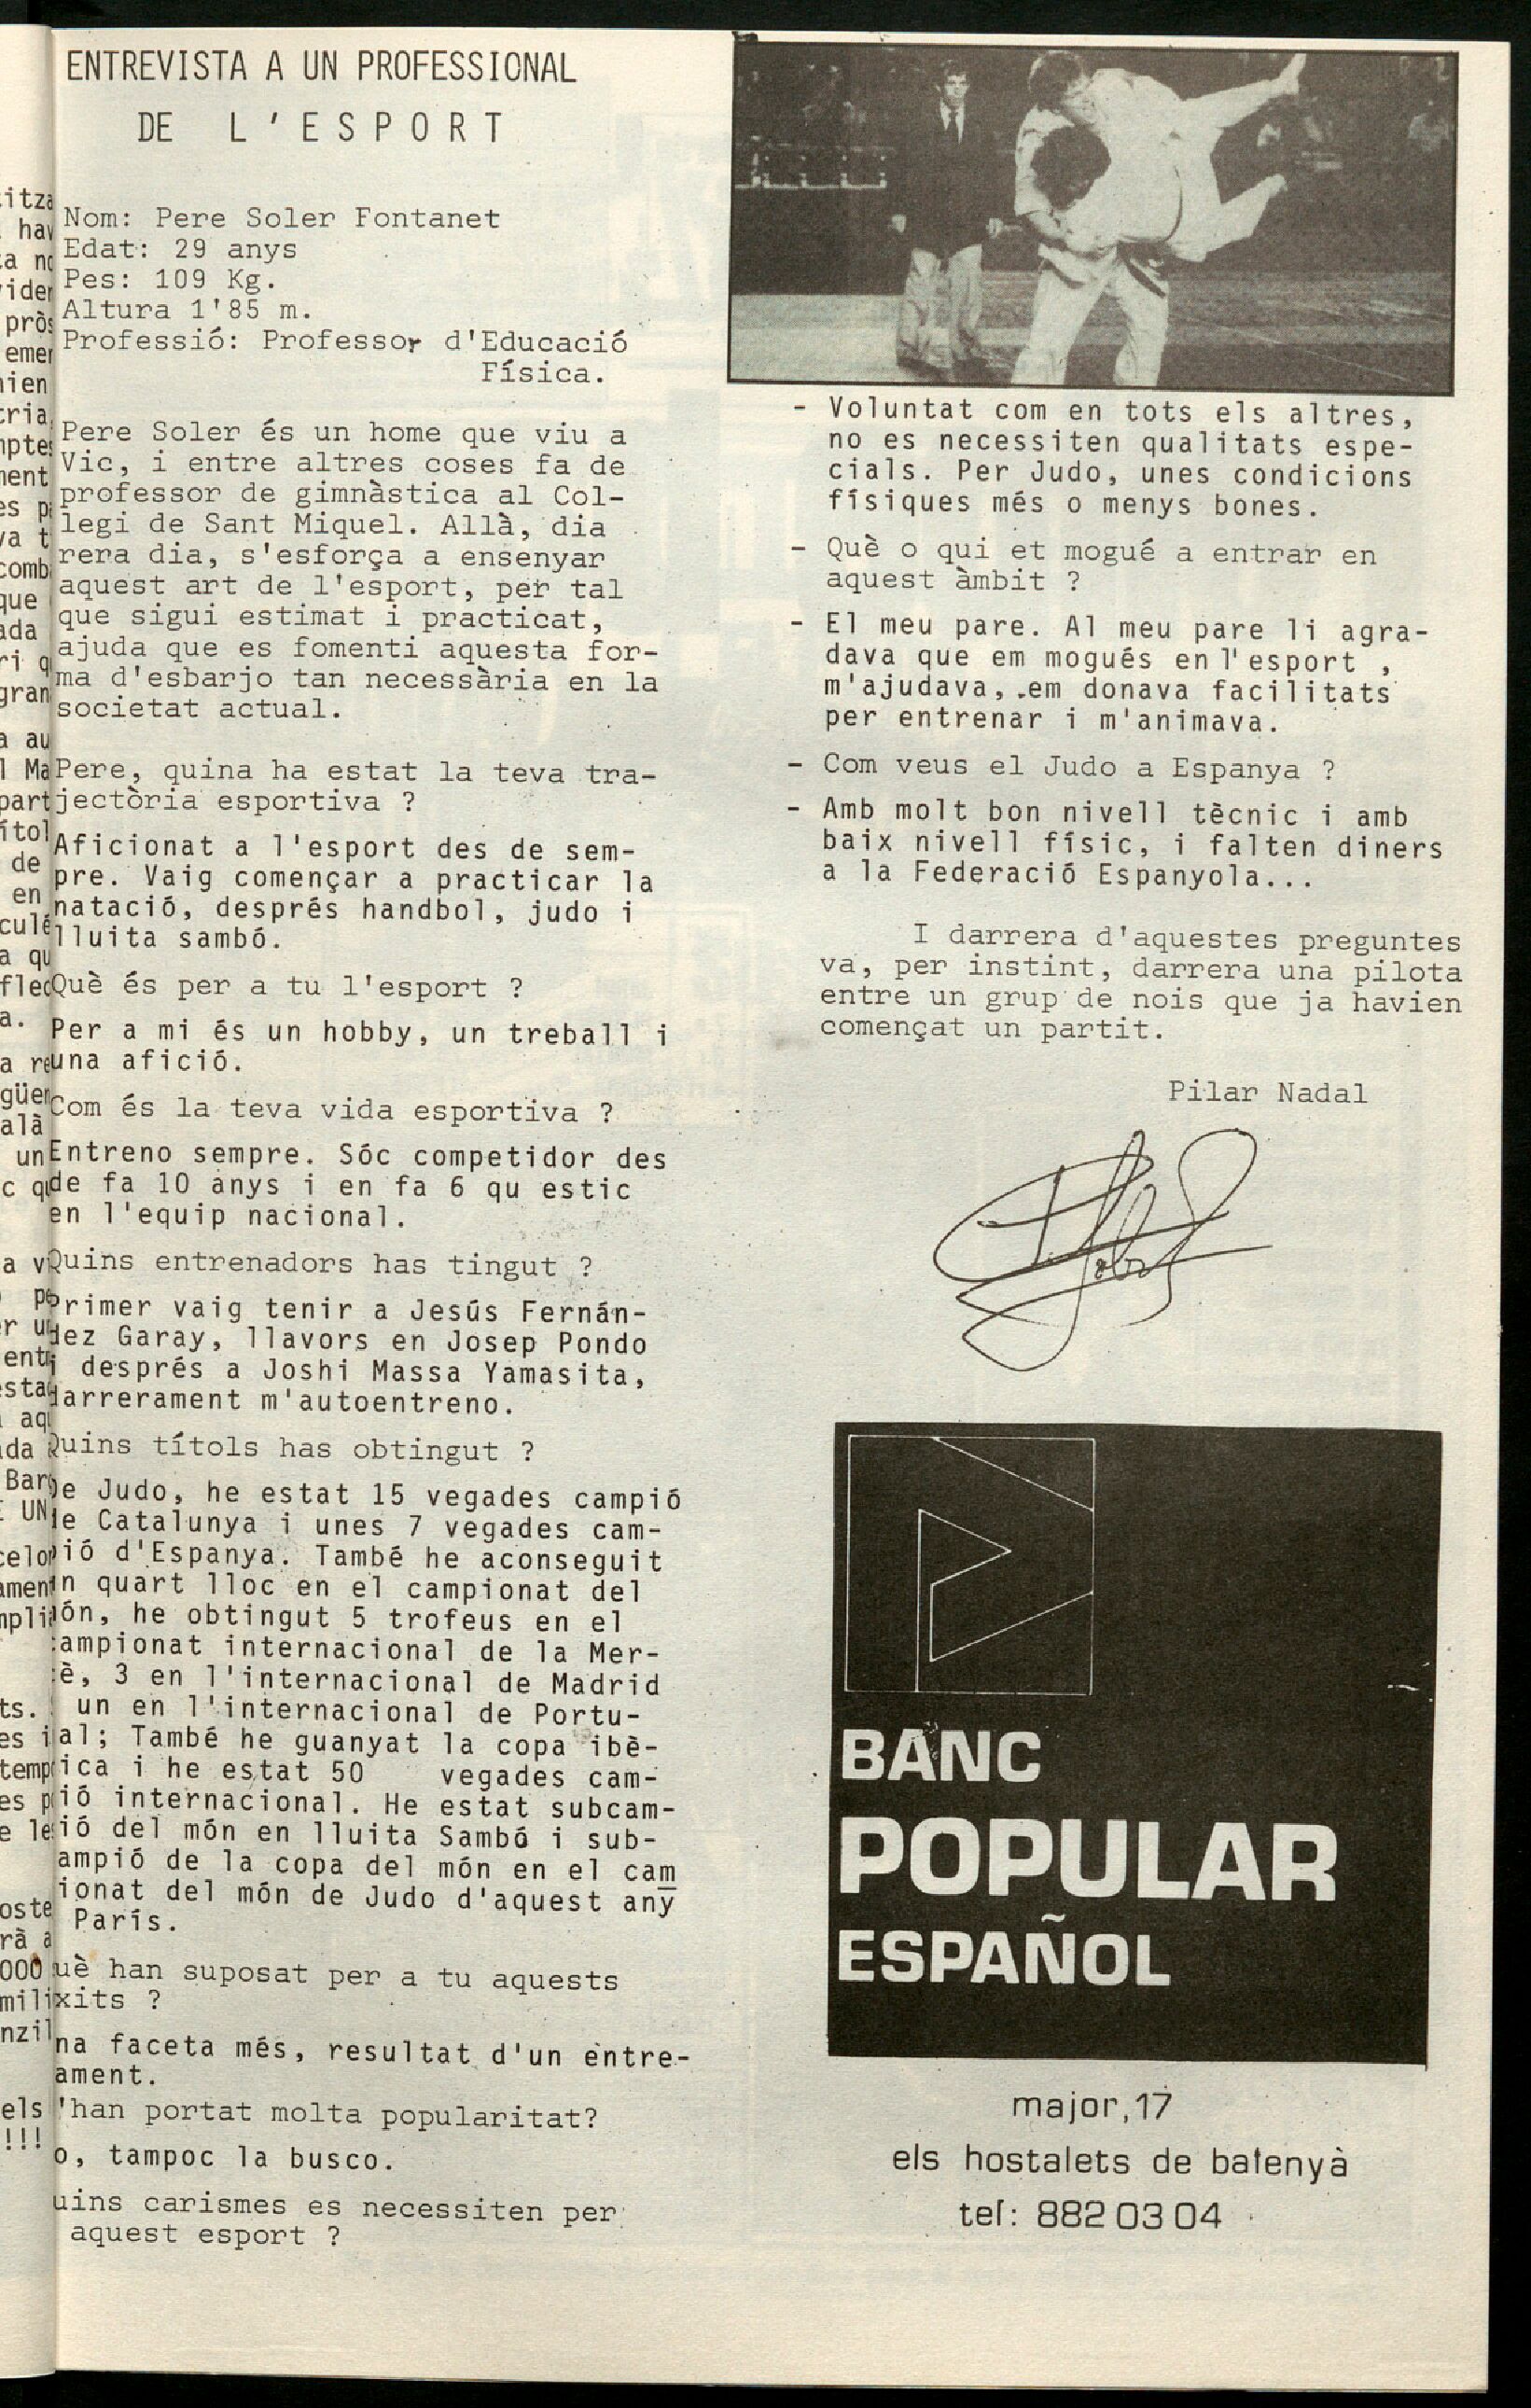 ENTREVISTA A UN PROFESSIONAL
DE L'ESPORT
Nom: Pere Soler Fontanet
Edat: 29 anys
Pes: 109 Kg.
Altura 1'85 m.
Professió: Professor d'Educació
Física.
Pere Soler és un home que viu a
Vic, i entre altres coses fa de
professor de gimnàstica al Col-
legi de Sant Miquel. Allà, dia
rera dia, s'esforça a ensenyar
aquest art de l'esport, per tal
que sigui estimat i practicat,
ajuda que es fomenti aquesta for-
ma d'esbarjo tan necessària en la
societat actual.
Pere, quina ha estat la teva tra-
jectòria esportiva ?
Aficionat a l'esport des de sem-
pre. Vaig començar a practicar la
natació, després handbol, judo i
lluita sambó.
Què és per a tu l'esport ?
Per a mi és un hobby, un treball i
una afició.
Com és la teva vida esportiva ?
Entreno sempre. Sóc competidor des
de fa 10 anys i en fa 6 qu estic
en l'equip nacional.
Quins entrenadors has tingut ?
Primer vaig tenir a Jesús Fernán-
dez Garay, llavors en Josep Pondo
i després a Joshi Massa Yamasita,
darrerament m'autoentreno.
Quins títols has obtingut ?
De Judo, he estat 15 vegades campió
de Catalunya i unes 7 vegades cam-
ió d'Espanya. També he aconseguit
n quart lloc en el campionat del
ón, he obtingut 5 trofeus en el
ampionat internacional de la Mer-
è, 3 en l'internacional de Madrid
un en l'internacional de Portu-
al; També he guanyat la copa ibè-
ica i he estat 50 vegades cam-
ió internacional. He estat subcam-
ió del món en lluita Sambó i sub-
ampió de la copa del món en el cam
ionat del món de Judo d'aquest any
París.
uè han suposat per a tu aquests
xits ?
na faceta més, resultat d'un entre-
ament.
'han portat molta popularitat?
o, tampoc la busco.
uins carismes es necessiten per
aquest esport ?
- Voluntat com en tots els altres,
no es necessiten qualitats espe-
cials. Per Judo, unes condicions
físiques més o menys bones.
- Què o qui et mogué a entrar en
aquest àmbit ?
- El meu pare. Al meu pare li agra-
dava que em mogués en l'esport ,
m'ajudava, em donava facilitats
per entrenar i m'animava.
- Com veus el Judo a Espanya ?
- Amb molt bon nivell tècnic i amb
baix nivell físic, i falten diners
a la Federació Espanyola...
I darrera d'aquestes preguntes
va, per instint, darrera una pilota
entre un grup de nois que ja havien
començat un partit.
Pilar Nadal
BANC
POPULAR
ESPAÑOL
major,17
els hostalets de balenyà
tel: 882 03 04